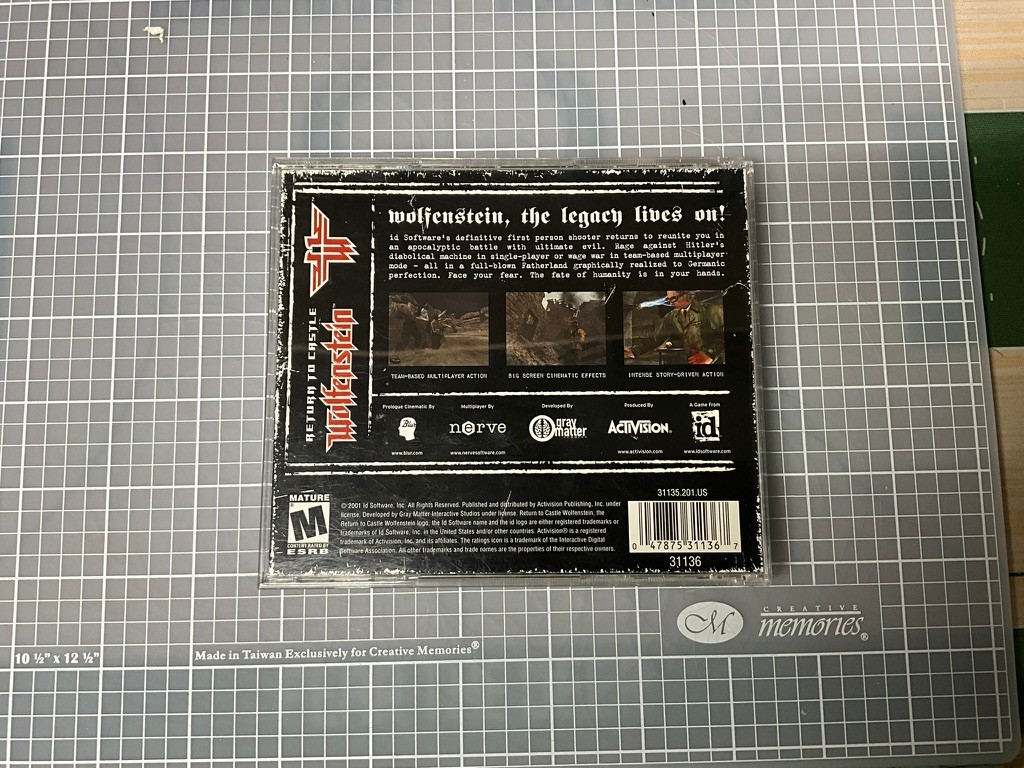 wolfenstein, the legacy lives on!
id Software's definitive first person shooter returns to reunite you in
an apocalyptic battle with ultimate evil. Rage against Hitler's
diabolical machine in single-player or wage war in team-based multiplayer
mode - all in a full-blown Fatherland graphically realized to Germanic
perfection. Face your fear. The fate of humanity is in your hands.
RETURN TO CASTLE
Wolfenstein
TEAM-BASED MULTIPLAYER ACTION
BIG SCREEN CINEMATIC EFFECTS
INTENSE STORY-DRIVEN ACTION
Prologue Cinematic By
Blur
www.blur.com
Multiplayer By
nerve
www.nervesoftware.com
Developed By
gray
matter
Produced By
ACTIVISION.
www.activision.com
A Game From
id
www.idsoftware.com
MATURE
M
CONTENT RATED BY
ESRB
© 2001 Id Software, Inc. All Rights Reserved. Published and distributed by Activision Publishing, Inc. under
license. Developed by Gray Matter Interactive Studios under license. Return to Castle Wolfenstein, the
Return to Castle Wolfenstein logo, the Id Software name and the id logo are either registered trademarks or
trademarks of Id Software, Inc. in the United States and/or other countries. Activision® is a registered
trademark of Activision, Inc. and its affiliates. The ratings icon is a trademark of the Interactive Digital
Software Association. All other trademarks and trade names are the properties of their respective owners.
31135.201.US
0 47875 31136 7
31136
CREATIVE
memories®
M
10 ½" x 12 ½"
Made in Taiwan Exclusively for Creative Memories®